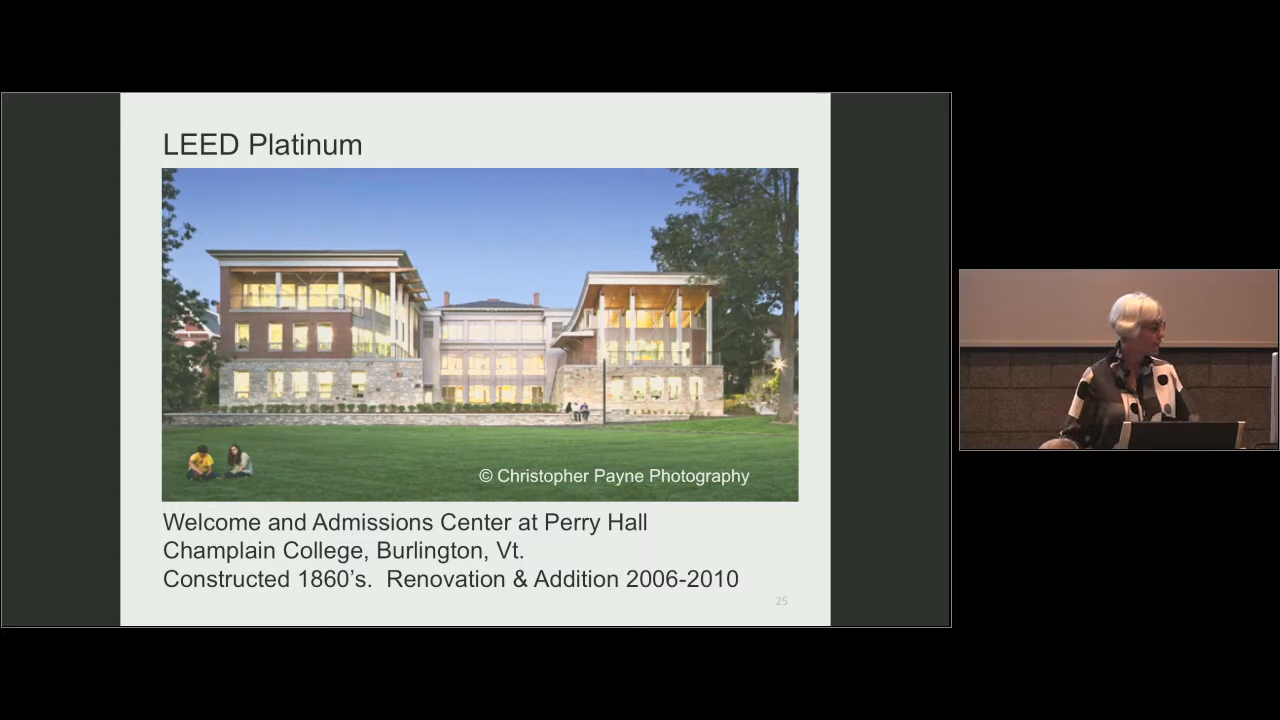 LEED Platinum
© Christopher Payne Photography
Welcome and Admissions Center at Perry Hall
Champlain College, Burlington, Vt.
Constructed 1860’s.  Renovation & Addition 2006-2010
25